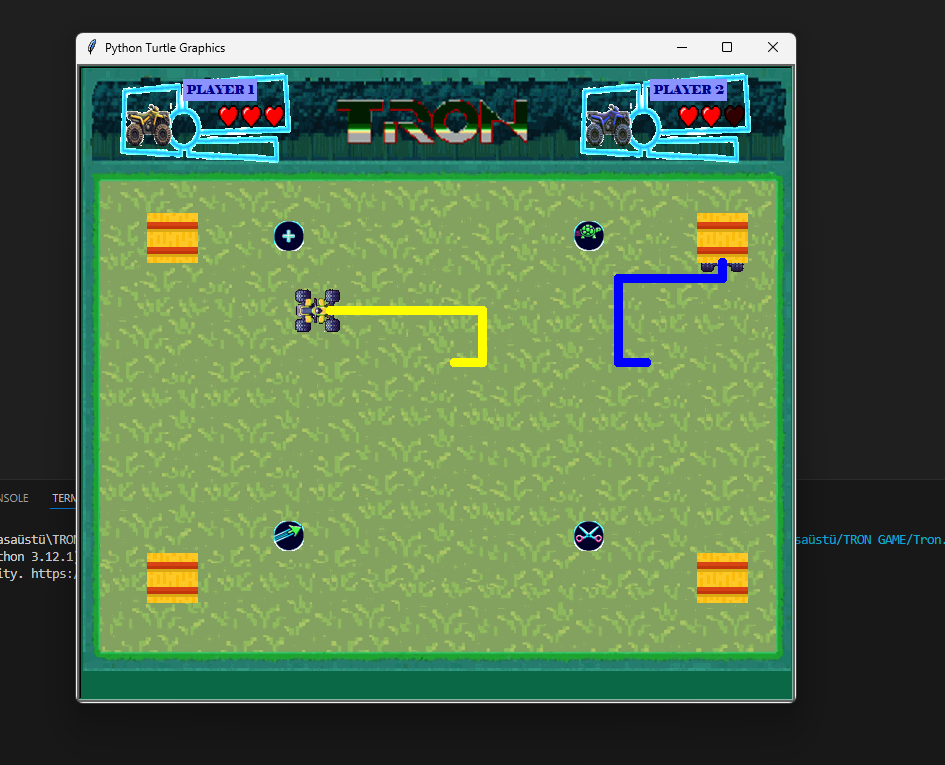 Python Turtle Graphics
PLAYER 1
TRON
PLAYER 2
NSOLE
TERM
asaüstü\TRON
saüstü/TRON GAME/Tron.
thon 3.12.1
ity. https:/